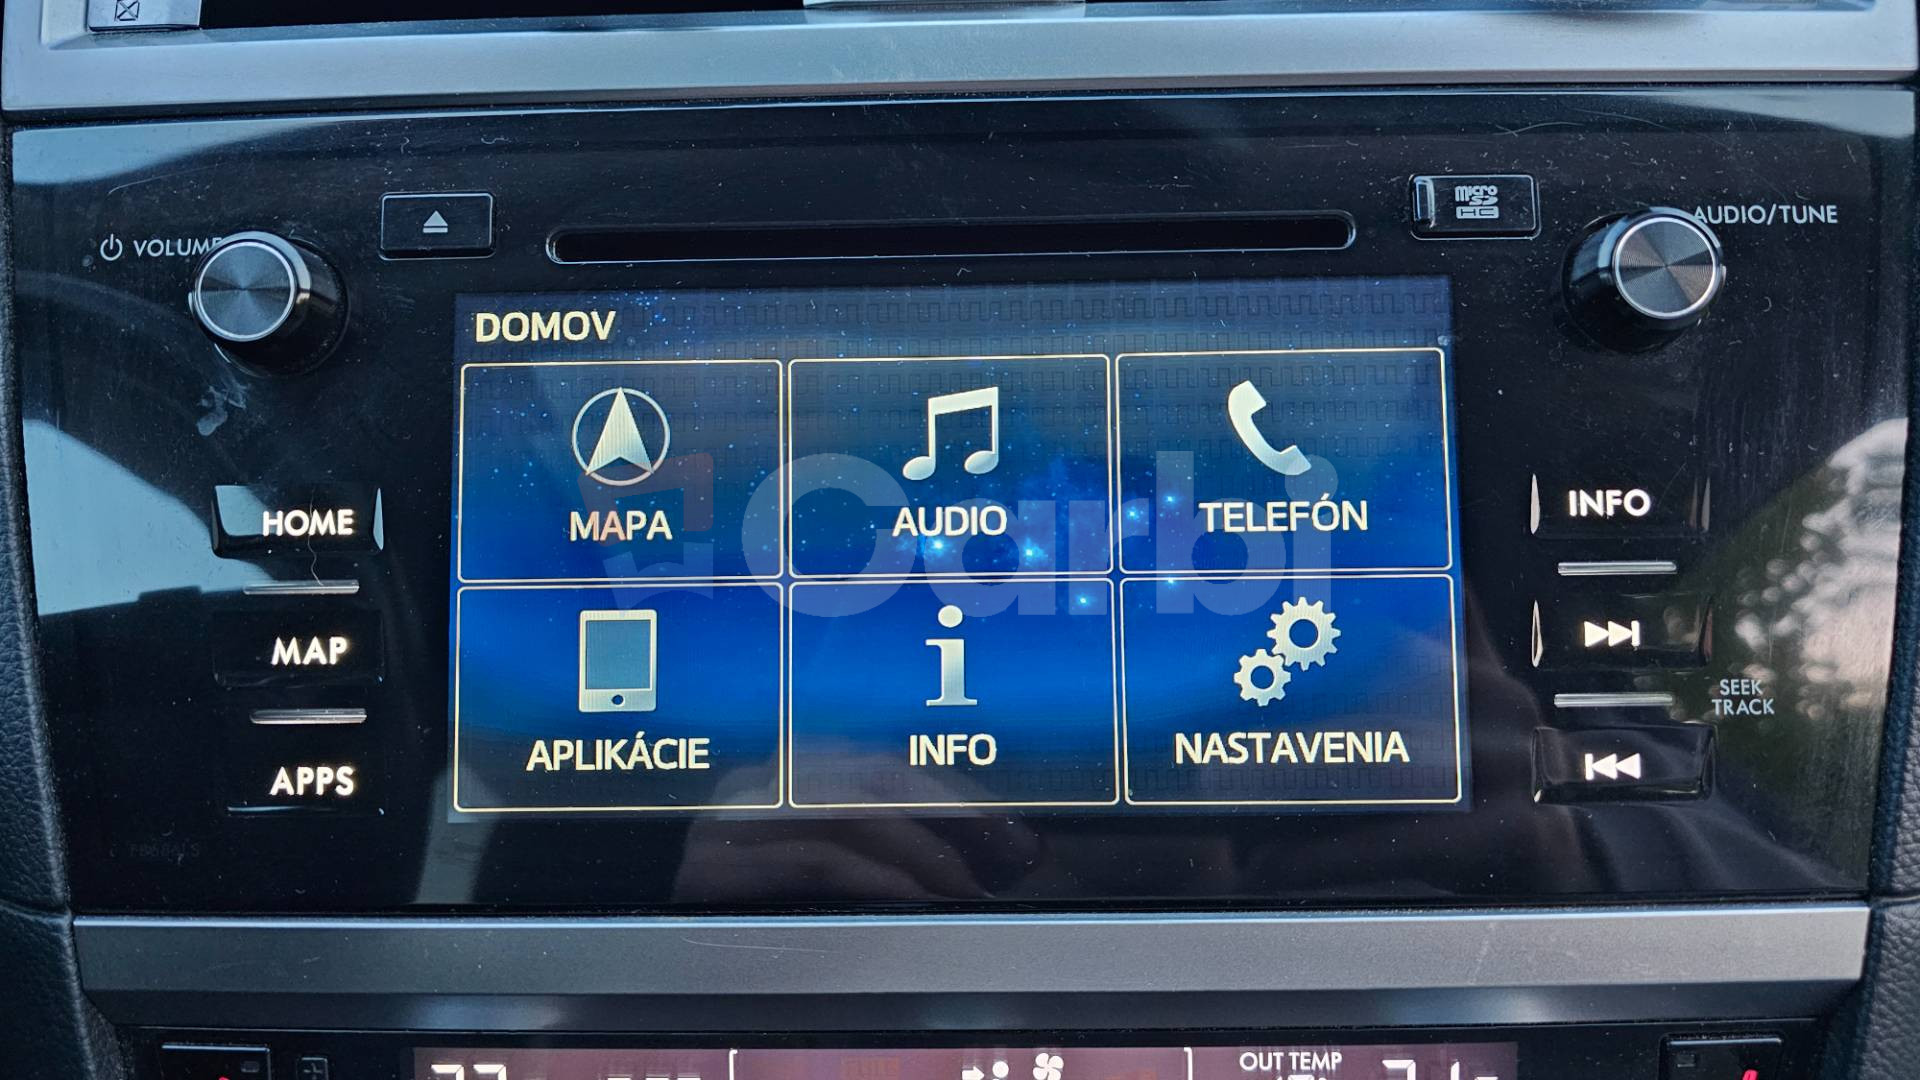 VOLUME
micro
SD
HC
AUDIO/TUNE
DOMOV
MAPA
AUDIO
TELEFÓN
APLIKÁCIE
INFO
NASTAVENIA
HOME
MAP
APPS
INFO
SEEK
TRACK
Carbi
OUT TEMP